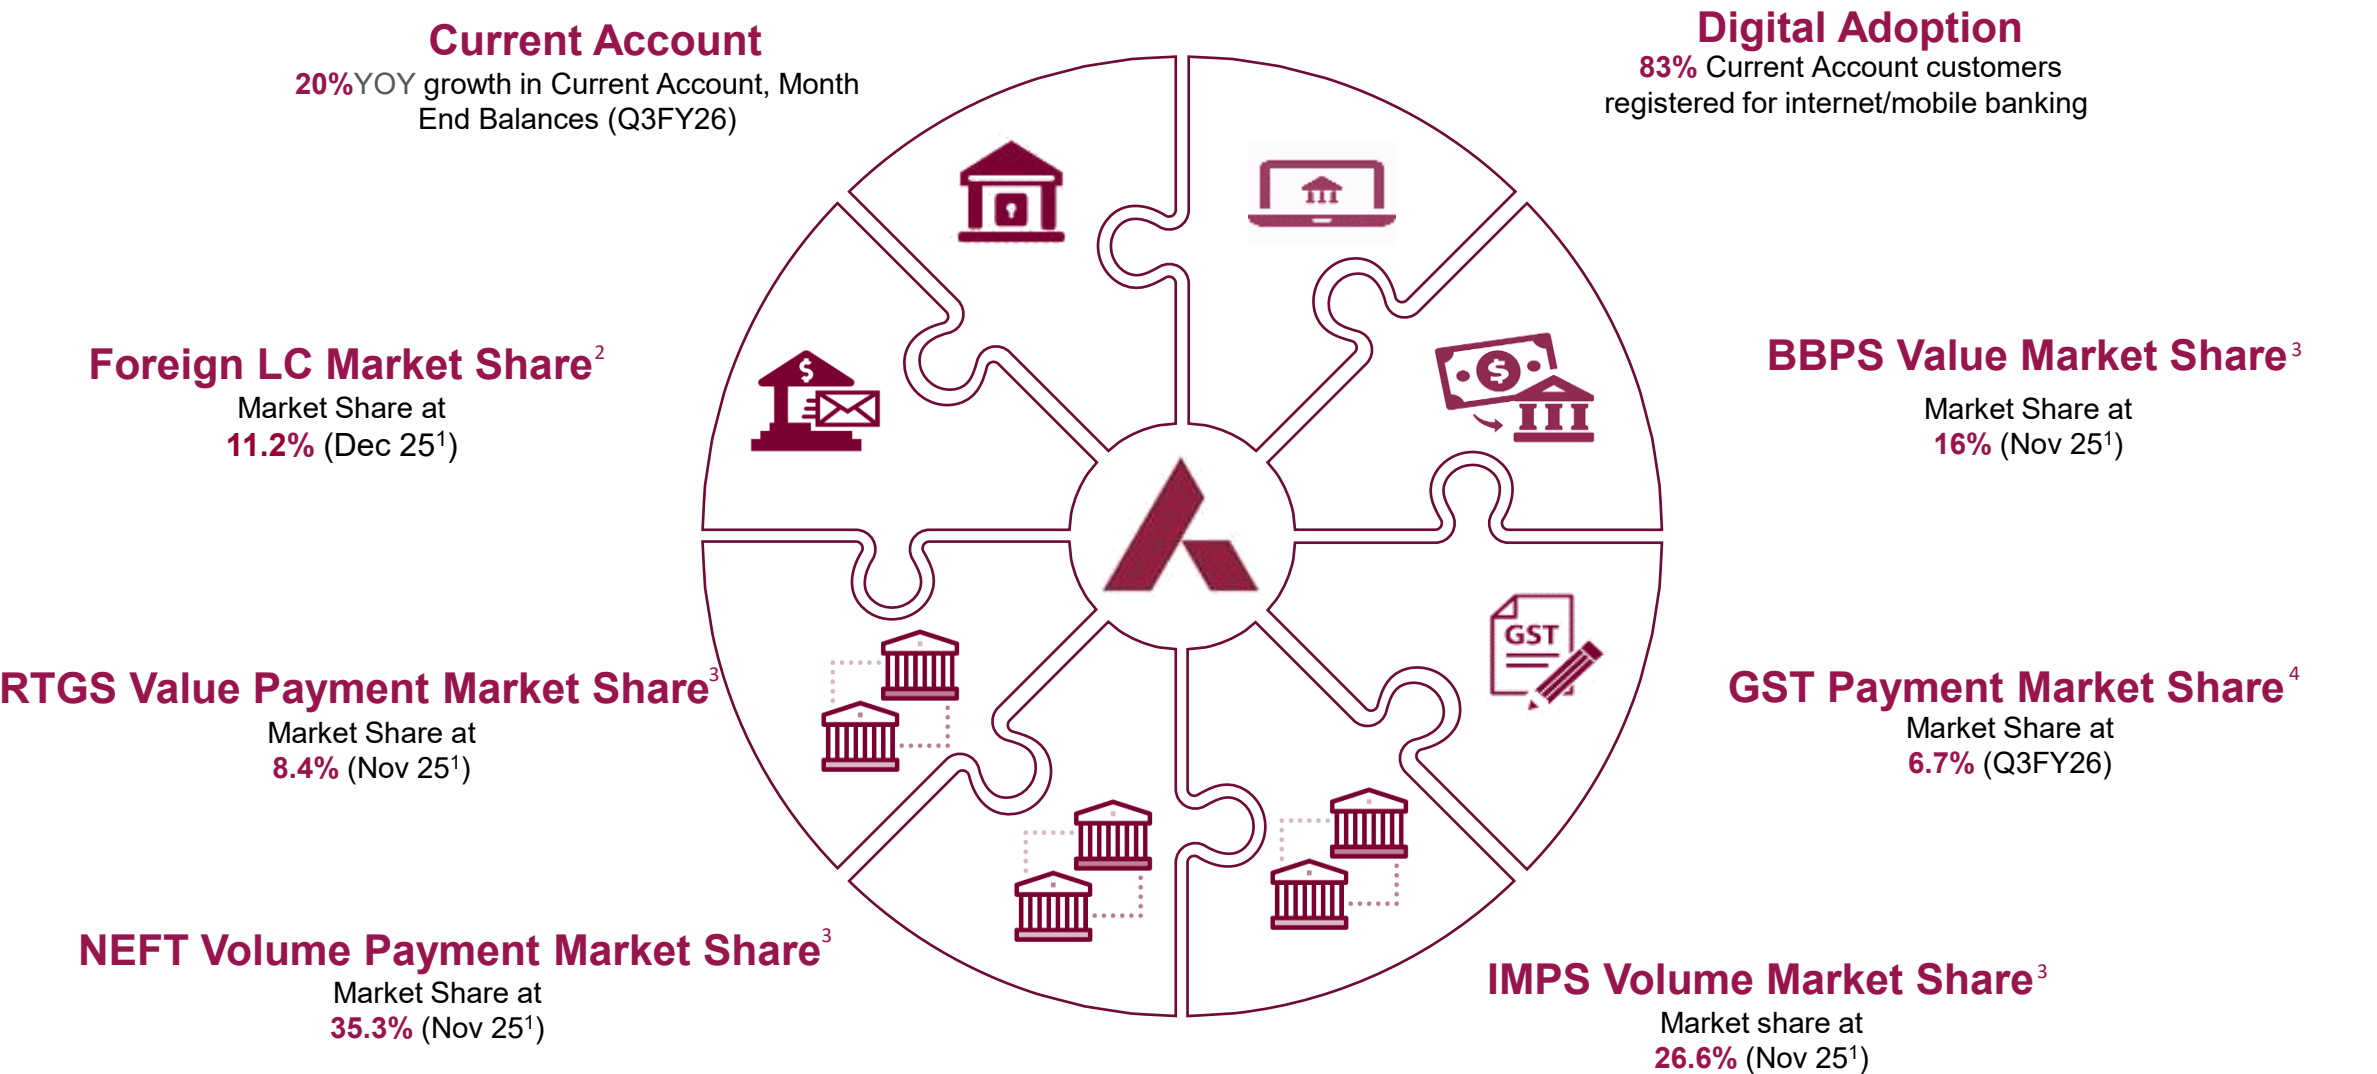 Current Account
20%YOY growth in Current Account, Month
End Balances (Q3FY26)
Digital Adoption
83% Current Account customers
registered for internet/mobile banking
Foreign LC Market Share²
Market Share at
11.2% (Dec 25¹)
BBPS Value Market Share³
Market Share at
16% (Nov 25¹)
RTGS Value Payment Market Share³
Market Share at
8.4% (Nov 25¹)
GST
GST Payment Market Share⁴
Market Share at
6.7% (Q3FY26)
NEFT Volume Payment Market Share³
Market Share at
35.3% (Nov 25¹)
IMPS Volume Market Share³
Market share at
26.6% (Nov 25¹)